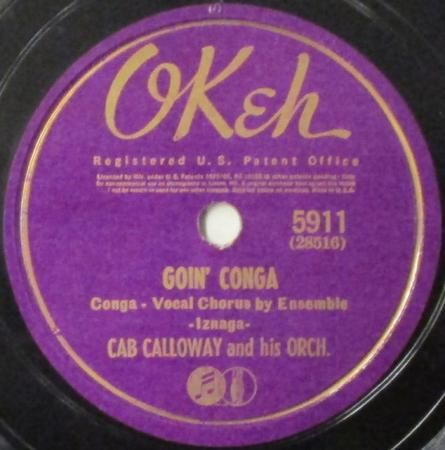 OKeh
Registered U.S. Patent Office
5911
(28516)
GOIN' CONGA
Conga - Vocal Chorus by Ensemble
-Iznaga-
CAB CALLOWAY and his ORCH.